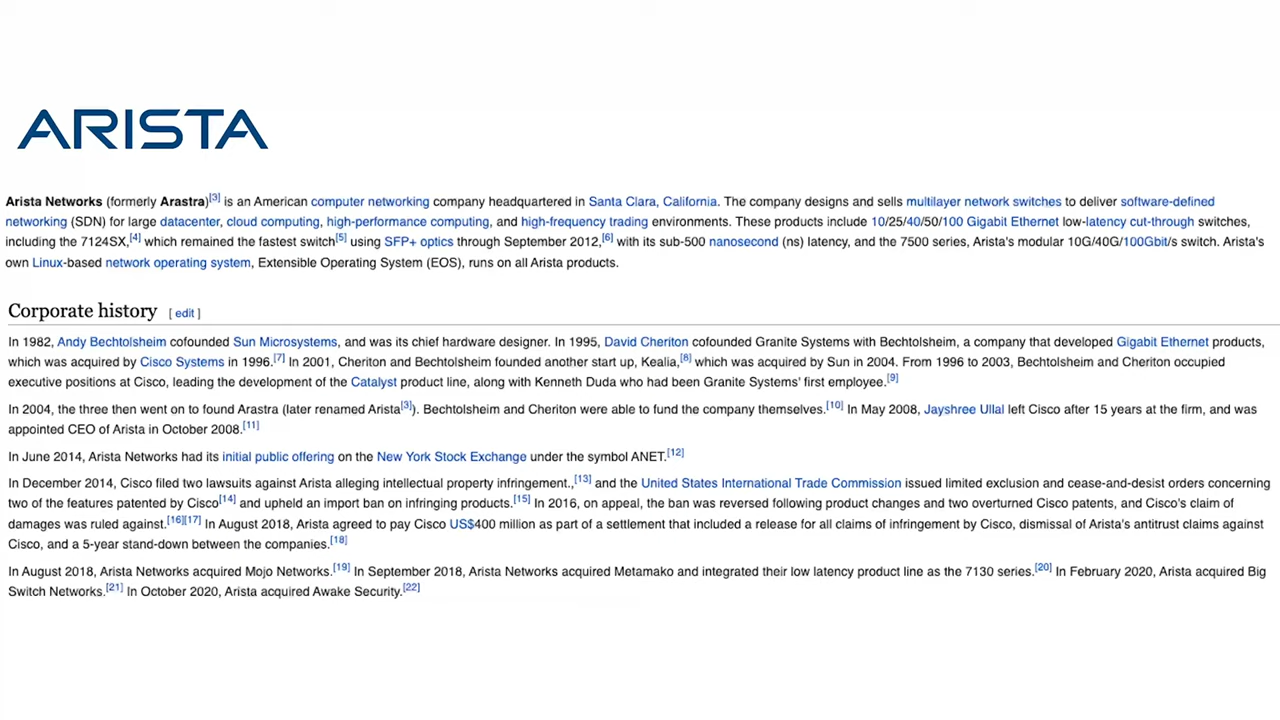 ARISTA
Arista Networks (formerly Arastra)[3] is an American computer networking company headquartered in Santa Clara, California. The company designs and sells multilayer network switches to deliver software-defined
networking (SDN) for large datacenter, cloud computing, high-performance computing, and high-frequency trading environments. These products include 10/25/40/50/100 Gigabit Ethernet low-latency cut-through switches,
including the 7124SX,[4] which remained the fastest switch[5] using SFP+ optics through September 2012,[6] with its sub-500 nanosecond (ns) latency, and the 7500 series, Arista's modular 10G/40G/100Gbit/s switch. Arista's
own Linux-based network operating system, Extensible Operating System (EOS), runs on all Arista products.
Corporate history [ edit ]
In 1982, Andy Bechtolsheim cofounded Sun Microsystems, and was its chief hardware designer. In 1995, David Cheriton cofounded Granite Systems with Bechtolsheim, a company that developed Gigabit Ethernet products,
which was acquired by Cisco Systems in 1996.[7] In 2001, Cheriton and Bechtolsheim founded another start up, Kealia,[8] which was acquired by Sun in 2004. From 1996 to 2003, Bechtolsheim and Cheriton occupied
executive positions at Cisco, leading the development of the Catalyst product line, along with Kenneth Duda who had been Granite Systems' first employee.[9]
In 2004, the three then went on to found Arastra (later renamed Arista[3]). Bechtolsheim and Cheriton were able to fund the company themselves.[10] In May 2008, Jayshree Ullal left Cisco after 15 years at the firm, and was
appointed CEO of Arista in October 2008.[11]
In June 2014, Arista Networks had its initial public offering on the New York Stock Exchange under the symbol ANET.[12]
In December 2014, Cisco filed two lawsuits against Arista alleging intellectual property infringement.,[13] and the United States International Trade Commission issued limited exclusion and cease-and-desist orders concerning
two of the features patented by Cisco[14] and upheld an import ban on infringing products.[15] In 2016, on appeal, the ban was reversed following product changes and two overturned Cisco patents, and Cisco's claim of
damages was ruled against.[16][17] In August 2018, Arista agreed to pay Cisco US$400 million as part of a settlement that included a release for all claims of infringement by Cisco, dismissal of Arista's antitrust claims against
Cisco, and a 5-year stand-down between the companies.[18]
In August 2018, Arista Networks acquired Mojo Networks.[19] In September 2018, Arista Networks acquired Metamako and integrated their low latency product line as the 7130 series.[20] In February 2020, Arista acquired Big
Switch Networks.[21] In October 2020, Arista acquired Awake Security.[22]